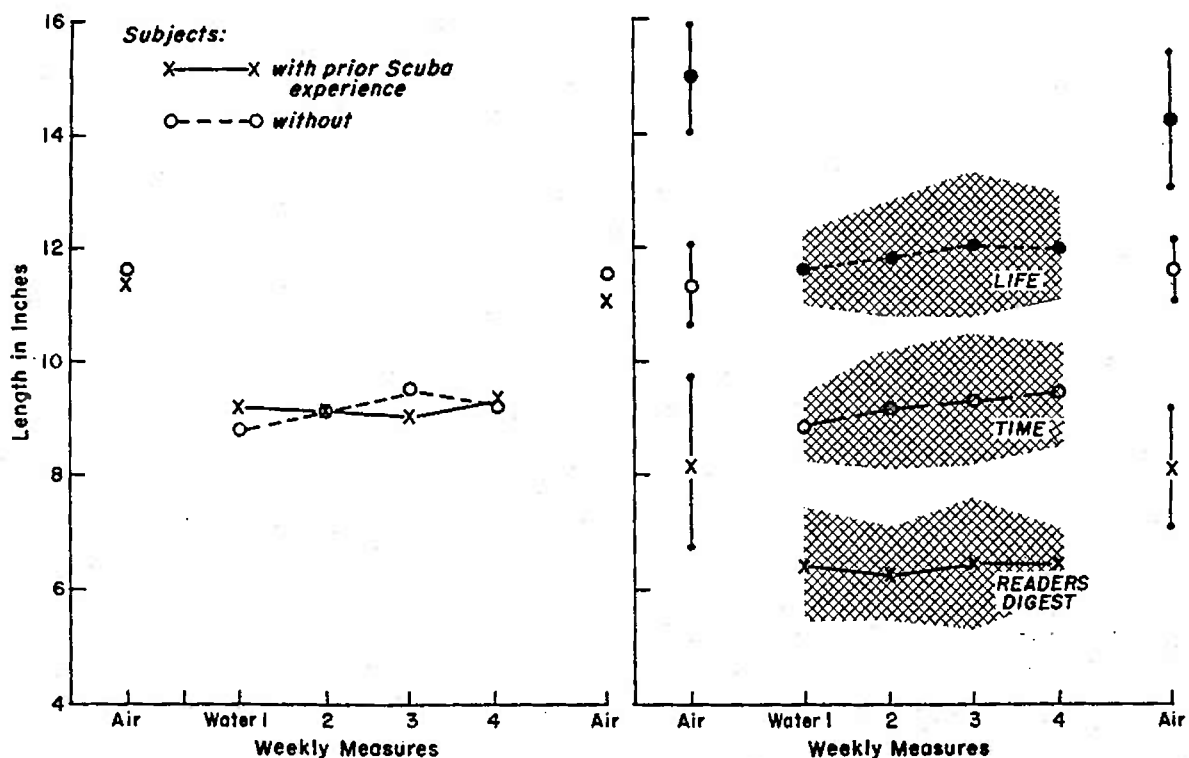 16
14
12
10
8
6
4
Length in Inches
Subjects:
X——X with prior Scuba
experience
O----O without
Air
Water 1
2
3
4
Air
Weekly Measures
LIFE
TIME
READERS
DIGEST
Air
Water 1
2
3
4
Air
Weekly Measures